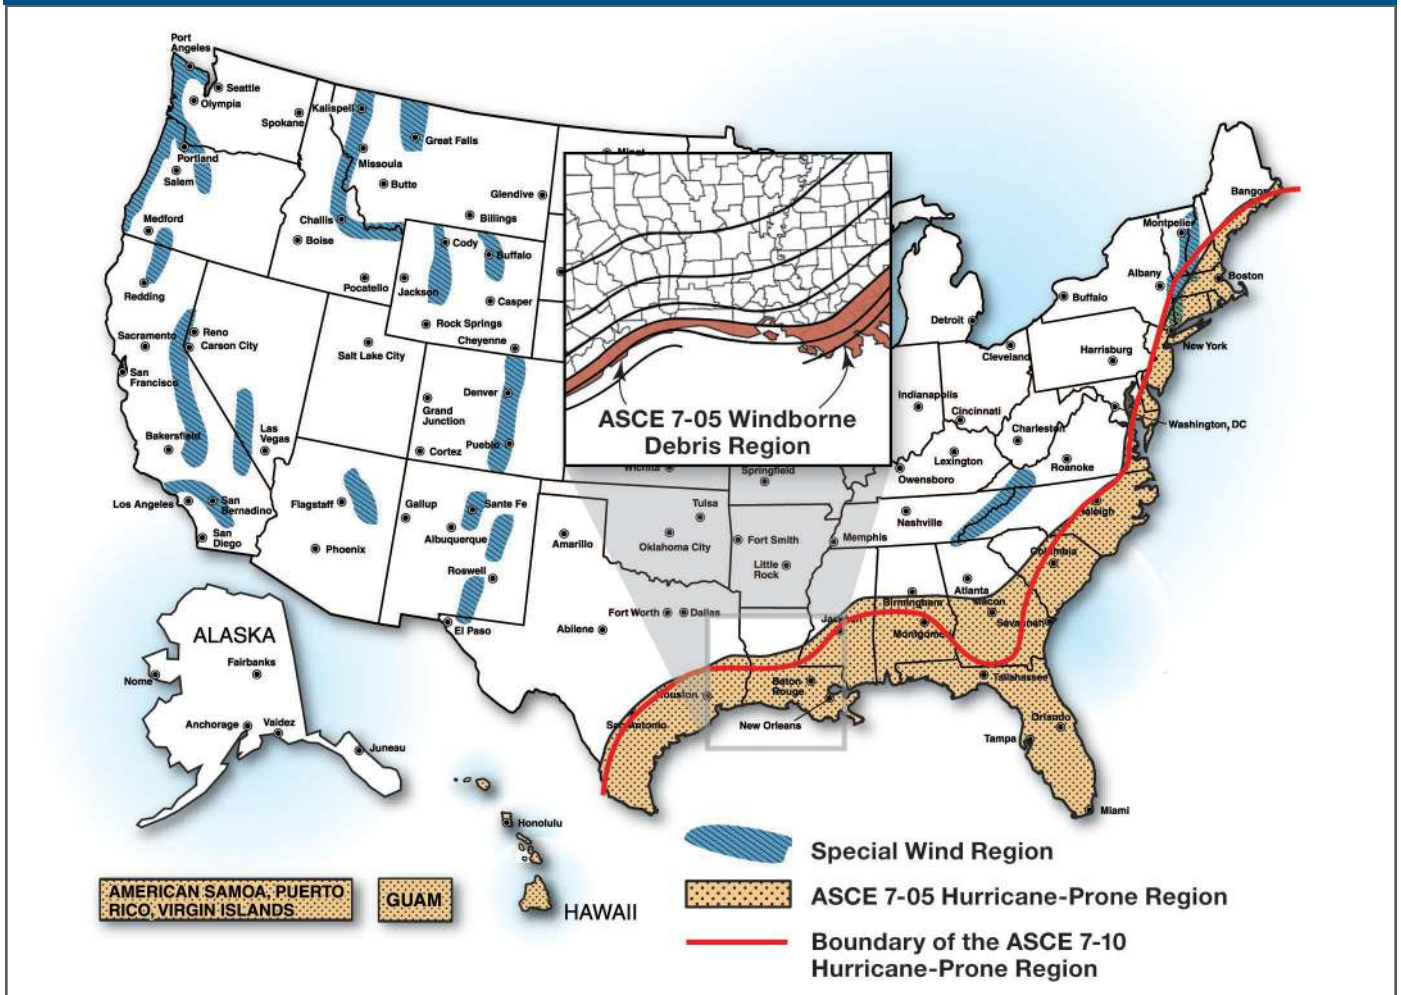 Port
Angeles
Seattle
Olympia
Spokane
Kalispell
Great Falls
Missoula
Portland
Salem
Butte
Glendive
Medford
Challis
Billings
Boise
Cody
Buffalo
Redding
Pocatello
Jackson
Casper
Rock Springs
Cheyenne
Sacramento
Reno
Carson City
Salt Lake City
San
Francisco
Denver
Grand
Junction
Bakersfield
Las
Vegas
Cortez
Pueblo
Los Angeles
San
Bernadino
Flagstaff
Gallup
Sante Fe
San
Diego
Phoenix
Albuquerque
Amarillo
Roswell
El Paso
Abilene
Fort Worth
Dallas
Minot
ASCE 7-05 Windborne
Debris Region
Wichita
Springfield
Tulsa
Oklahoma City
Fort Smith
Little
Rock
Memphis
Nashville
Bangor
Montpelier
Albany
Boston
Buffalo
Detroit
Cleveland
Harrisburg
New York
Indianapolis
Cincinnati
Charleston
Washington, DC
Lexington
Roanoke
Owensboro
Columbia
Atlanta
Birmingham
Macon
Savannah
Montgome
Tallahassee
Houston
Baton
Rouge
San Antonio
New Orleans
Orlando
Tampa
Miami
ALASKA
Fairbanks
Nome
Anchorage
Valdez
Juneau
Honolulu
HAWAII
AMERICAN SAMOA, PUERTO
RICO, VIRGIN ISLANDS
GUAM
Special Wind Region
ASCE 7-05 Hurricane-Prone Region
Boundary of the ASCE 7-10
Hurricane-Prone Region